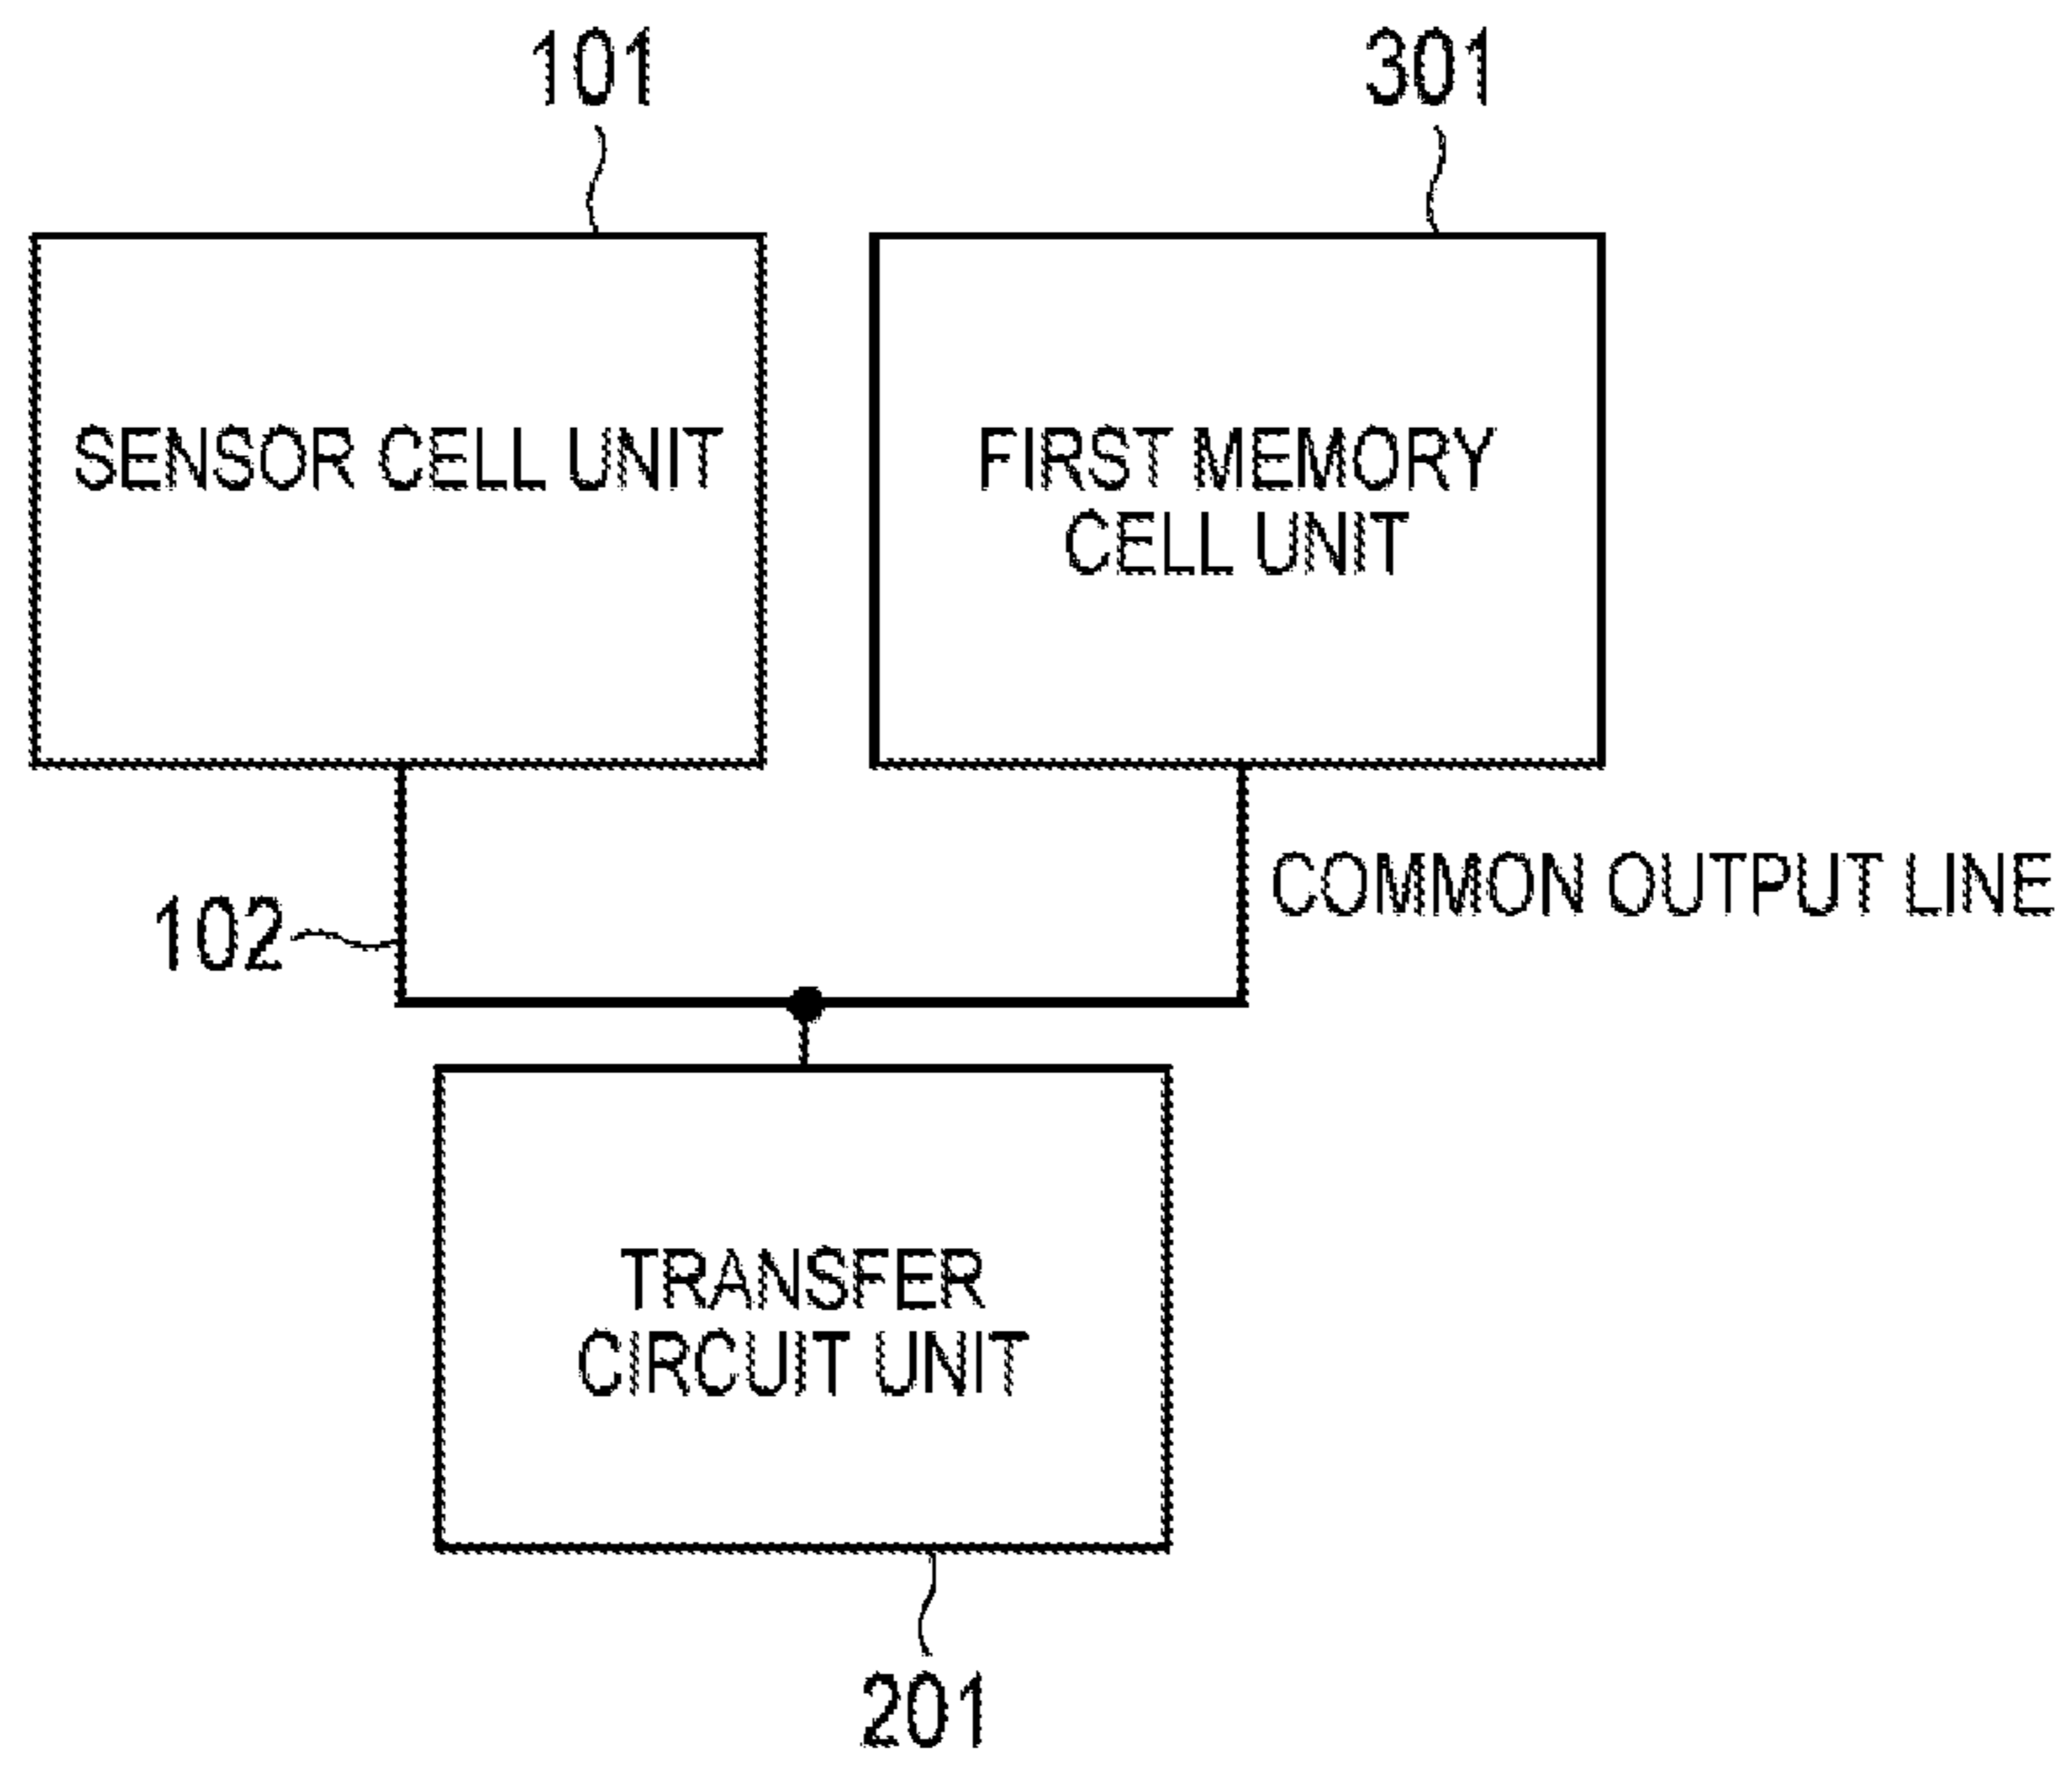 101
301
SENSOR CELL UNIT
FIRST MEMORY
CELL UNIT
COMMON OUTPUT LINE
102
TRANSFER
CIRCUIT UNIT
201